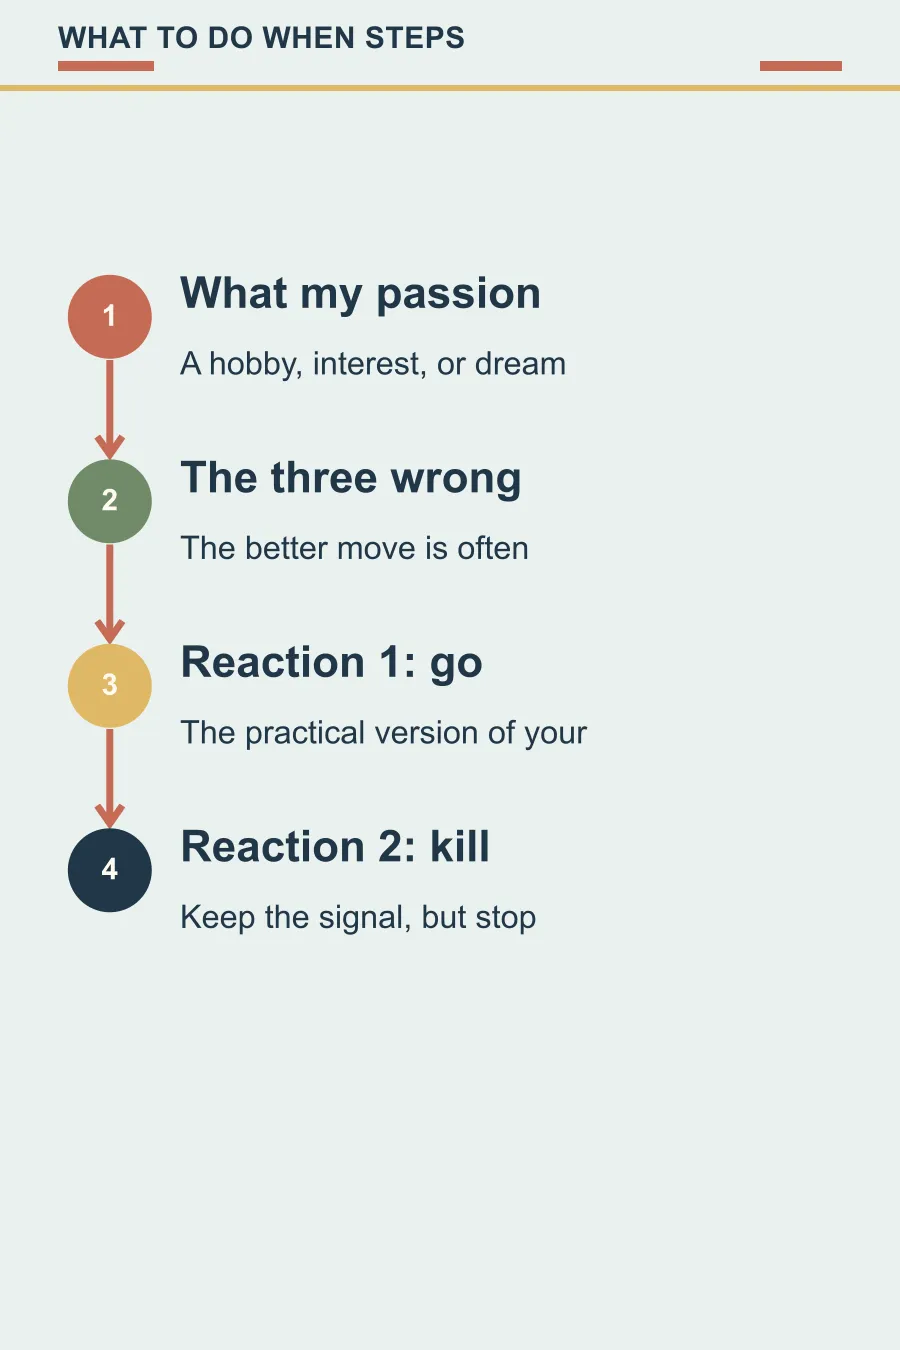 WHAT TO DO WHEN STEPS
1
What my passion
A hobby, interest, or dream
2
The three wrong
The better move is often
3
Reaction 1: go
The practical version of your
4
Reaction 2: kill
Keep the signal, but stop